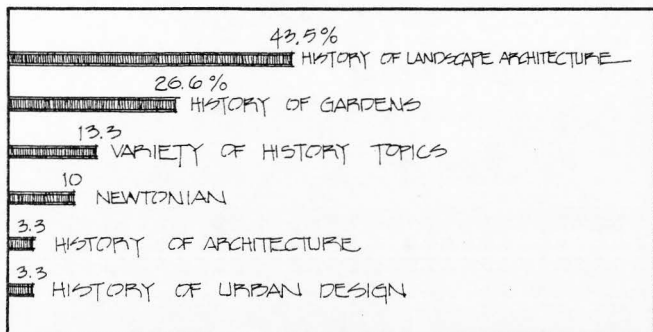 43.5%
HISTORY OF LANDSCAPE ARCHITECTURE
26.6%
HISTORY OF GARDENS
13.3
VARIETY OF HISTORY TOPICS
10
NEWTONIAN
3.3
HISTORY OF ARCHITECTURE
3.3
HISTORY OF URBAN DESIGN